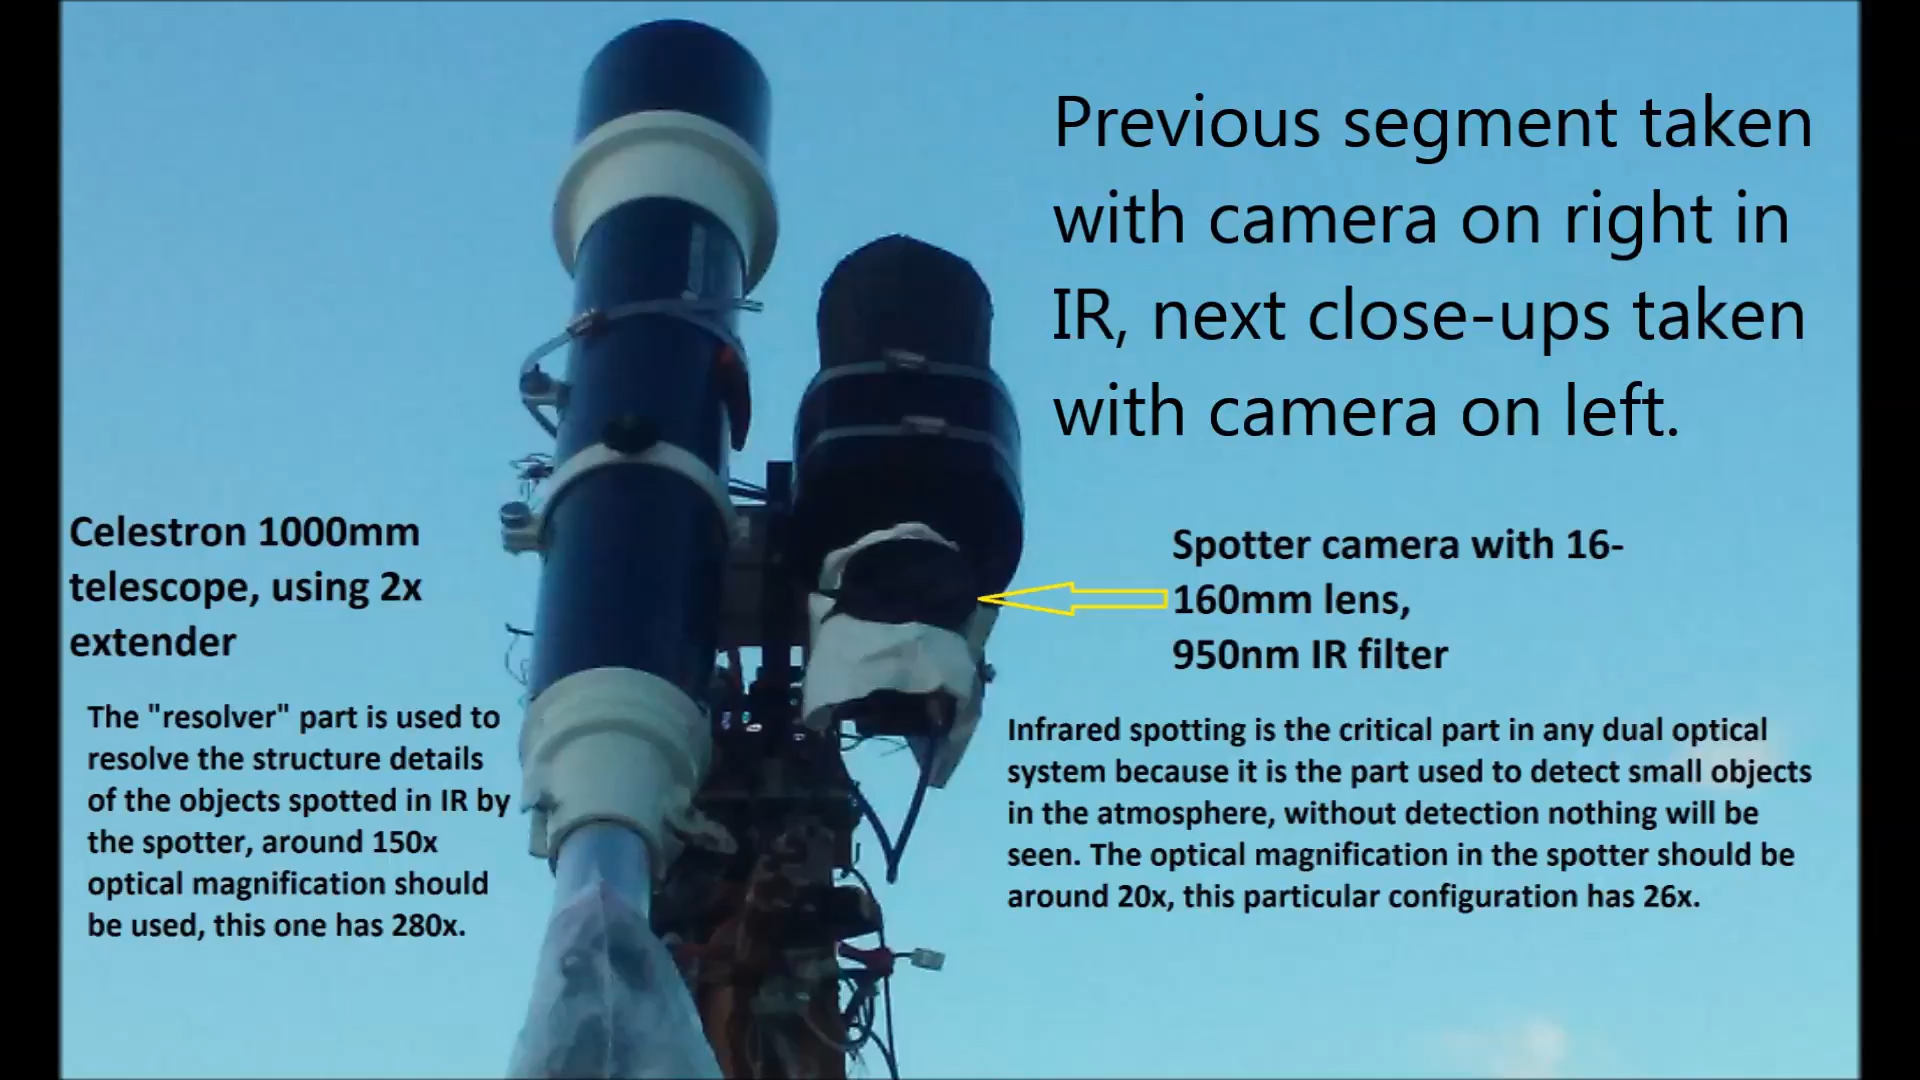 Previous segment taken
with camera on right in
IR, next close-ups taken
with camera on left.
Celestron 1000mm
telescope, using 2x
extender
The "resolver" part is used to
resolve the structure details
of the objects spotted in IR by
the spotter, around 150x
optical magnification should
be used, this one has 280x.
Spotter camera with 16-
160mm lens,
950nm IR filter
Infrared spotting is the critical part in any dual optical
system because it is the part used to detect small objects
in the atmosphere, without detection nothing will be
seen. The optical magnification in the spotter should be
around 20x, this particular configuration has 26x.